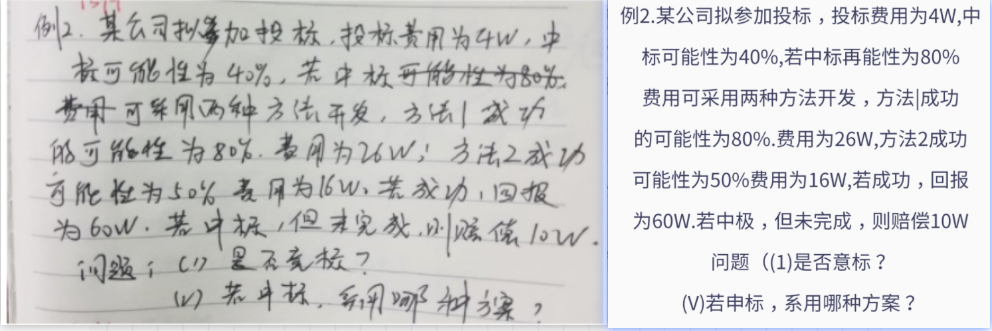 例2.某公司拟参加投标,投标费用为4W,中
标可能性为40%,若中标可能性为80%.
费用可采用两种方法开发,方法1成功
的可能性为80%.费用为26W;方法2成功
可能性为50%费用为16W.若成功,回报
为60W.若中标,但未完成,则赔偿10W.
问题:(1)是否竞标?
(2)若中标,采用哪种方案?
例2.某公司拟参加投标,投标费用为4W,中
标可能性为40%,若中标再能性为80%
费用可采用两种方法开发,方法|成功
的可能性为80%.费用为26W,方法2成功
可能性为50%费用为16W,若成功,回报
为60W.若中极,但未完成,则赔偿10W
问题((1)是否意标?
(V)若申标,系用哪种方案?